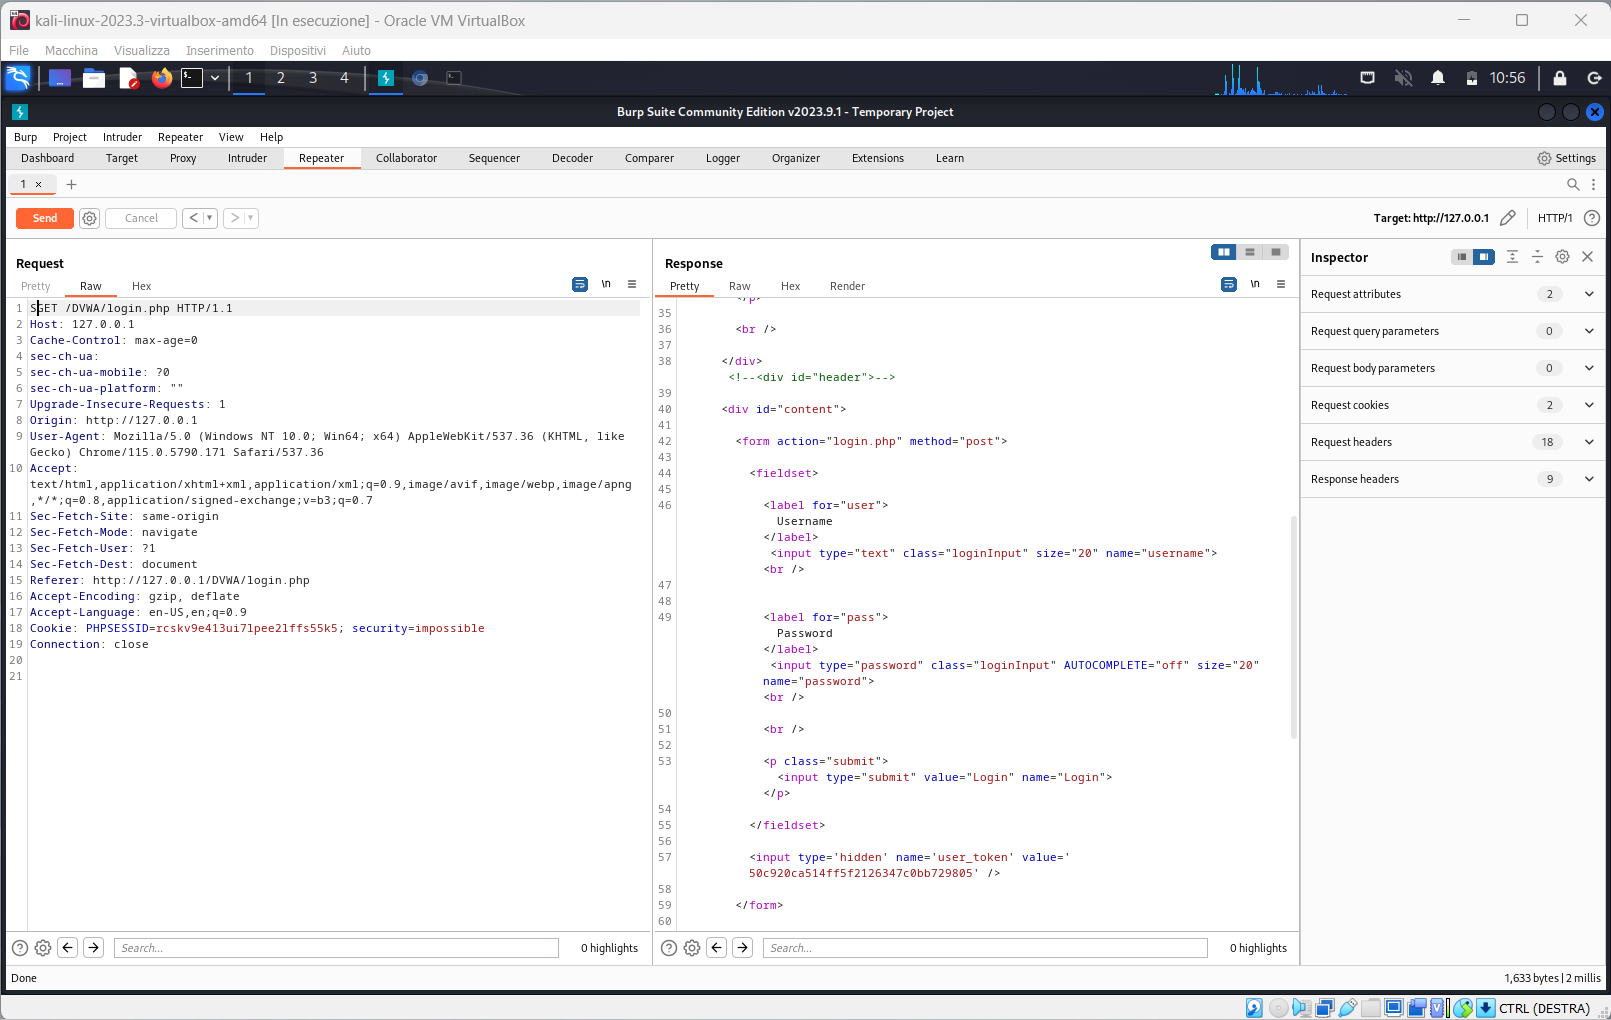 kali-linux-2023.3-virtualbox-amd64 [In esecuzione] - Oracle VM VirtualBox
File Macchina Visualizza Inserimento Dispositivi Aiuto
1 2 3 4 10:56
Burp Suite Community Edition v2023.9.1 - Temporary Project
Burp Project Intruder Repeater View Help
Dashboard Target Proxy Intruder Repeater Collaborator Sequencer Decoder Comparer Logger Organizer Extensions Learn Settings
1 × +
Send Cancel < > Target: http://127.0.0.1 HTTP/1 ?
Request
Pretty Raw Hex \n
1 SGET /DVWA/login.php HTTP/1.1
2 Host: 127.0.0.1
3 Cache-Control: max-age=0
4 sec-ch-ua:
5 sec-ch-ua-mobile: ?0
6 sec-ch-ua-platform: ""
7 Upgrade-Insecure-Requests: 1
8 Origin: http://127.0.0.1
9 User-Agent: Mozilla/5.0 (Windows NT 10.0; Win64; x64) AppleWebKit/537.36 (KHTML, like
Gecko) Chrome/115.0.5790.171 Safari/537.36
10 Accept:
text/html,application/xhtml+xml,application/xml;q=0.9,image/avif,image/webp,image/apng
,*/*;q=0.8,application/signed-exchange;v=b3;q=0.7
11 Sec-Fetch-Site: same-origin
12 Sec-Fetch-Mode: navigate
13 Sec-Fetch-User: ?1
14 Sec-Fetch-Dest: document
15 Referer: http://127.0.0.1/DVWA/login.php
16 Accept-Encoding: gzip, deflate
17 Accept-Language: en-US,en;q=0.9
18 Cookie: PHPSESSID=rcskv9e413ui7lpee2lffs55k5; security=impossible
19 Connection: close
20
21
Search... 0 highlights
Response
Pretty Raw Hex Render \n
</p>
35
36 <br />
37
38 </div>
<!--<div id="header">-->
39
40 <div id="content">
41
42 <form action="login.php" method="post">
43
44 <fieldset>
45
46 <label for="user">
Username
</label>
<input type="text" class="loginInput" size="20" name="username">
<br />
47
48
49 <label for="pass">
Password
</label>
<input type="password" class="loginInput" AUTOCOMPLETE="off" size="20"
name="password">
<br />
50
51 <br />
52
53 <p class="submit">
<input type="submit" value="Login" name="Login">
</p>
54
55 </fieldset>
56
57 <input type='hidden' name='user_token' value='
50c920ca514ff5f2126347c0bb729805' />
58
59 </form>
60
Search... 0 highlights
Inspector
Request attributes 2
Request query parameters 0
Request body parameters 0
Request cookies 2
Request headers 18
Response headers 9
Done 1,633 bytes | 2 millis
CTRL (DESTRA)